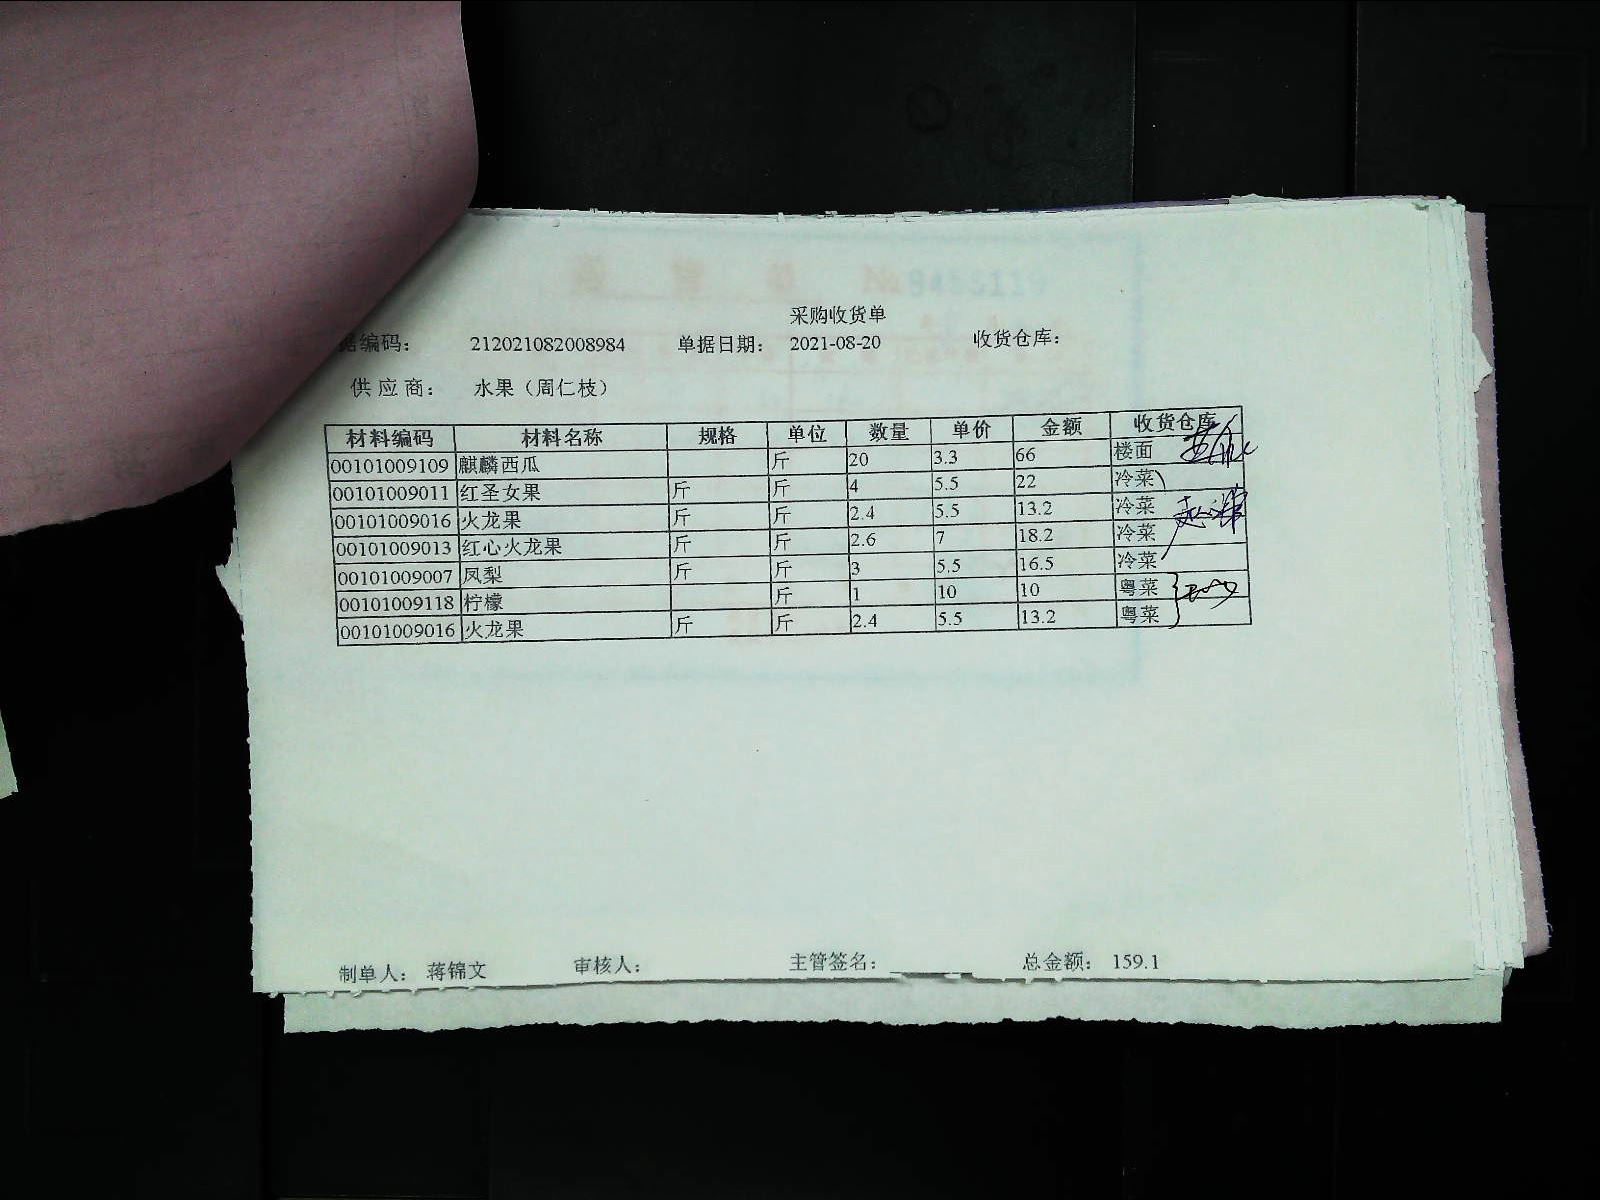 采购收货单
据编码： 212021082008984 单据日期： 2021-08-20 收货仓库：
供应商： 水果（周仁枝）
材料编码 材料名称 规格 单位 数量 单价 金额 收货仓库
00101009109 麒麟西瓜 斤 20 3.3 66 楼面
00101009011 红圣女果 斤 斤 4 5.5 22 冷菜
00101009016 火龙果 斤 斤 2.4 5.5 13.2 冷菜
00101009013 红心火龙果 斤 斤 2.6 7 18.2 冷菜
00101009007 凤梨 斤 斤 3 5.5 16.5 冷菜
00101009118 柠檬 斤 1 10 10 粤菜
00101009016 火龙果 斤 斤 2.4 5.5 13.2 粤菜
制单人： 蒋锦文 审核人： 主管签名： 总金额： 159.1